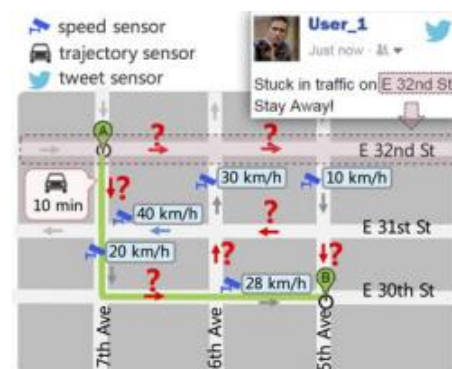 speed sensor
trajectory sensor
tweet sensor
User_1
Just now
Stuck in traffic on E 32nd St
Stay Away!
A
?
?
E 32nd St
10 min
?
30 km/h
10 km/h
40 km/h
?
E 31st St
20 km/h
?
?
28 km/h
B
?
E 30th St
7th Ave
6th Ave
5th Ave